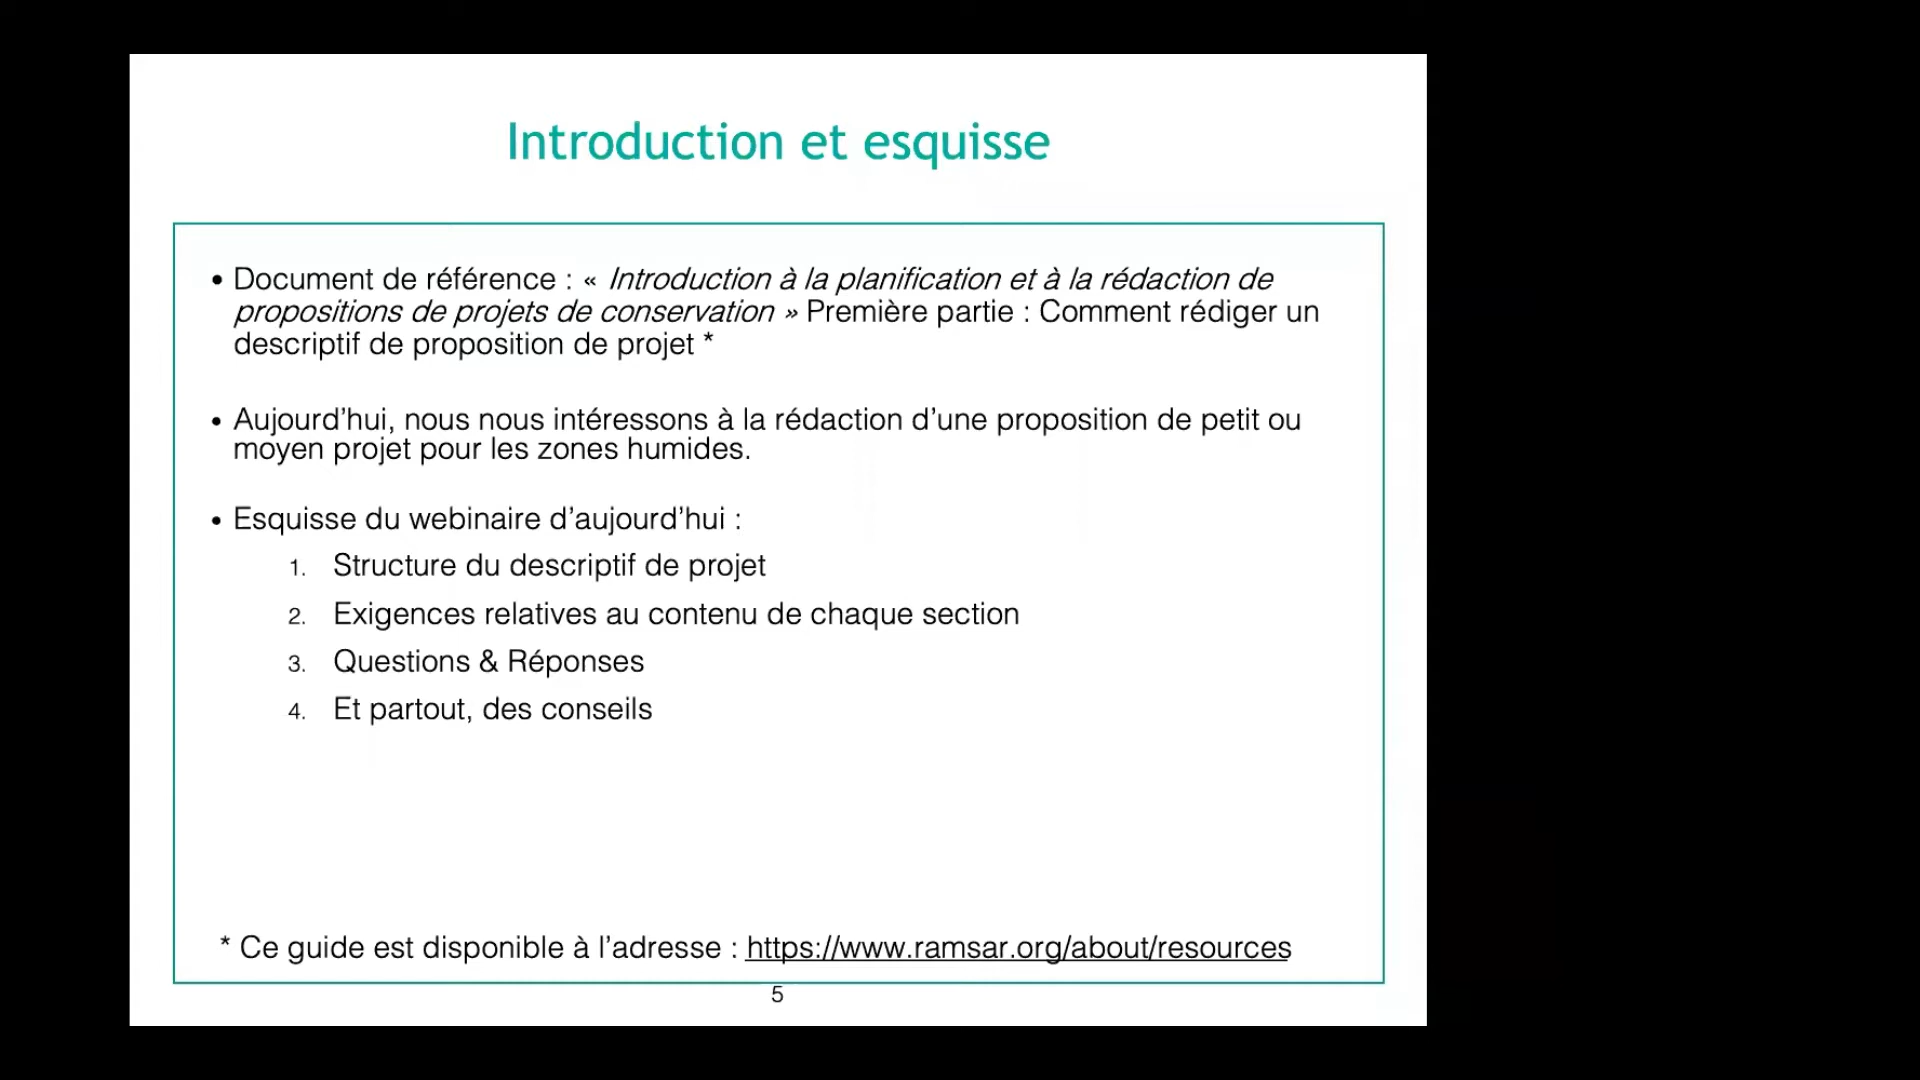 Introduction et esquisse
• Document de référence : « Introduction à la planification et à la rédaction de
propositions de projets de conservation » Première partie : Comment rédiger un
descriptif de proposition de projet *
• Aujourd’hui, nous nous intéressons à la rédaction d’une proposition de petit ou
moyen projet pour les zones humides.
• Esquisse du webinaire d’aujourd’hui :
1. Structure du descriptif de projet
2. Exigences relatives au contenu de chaque section
3. Questions & Réponses
4. Et partout, des conseils
* Ce guide est disponible à l’adresse : https://www.ramsar.org/about/resources
5